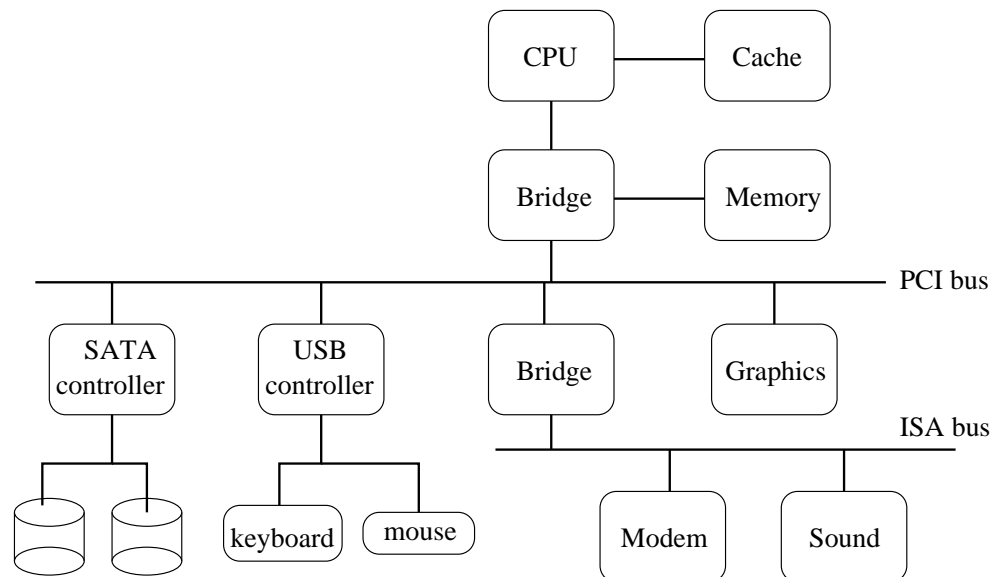 CPU
Cache
Bridge
Memory
PCI bus
SATA
controller
USB
controller
Bridge
Graphics
ISA bus
keyboard
mouse
Modem
Sound